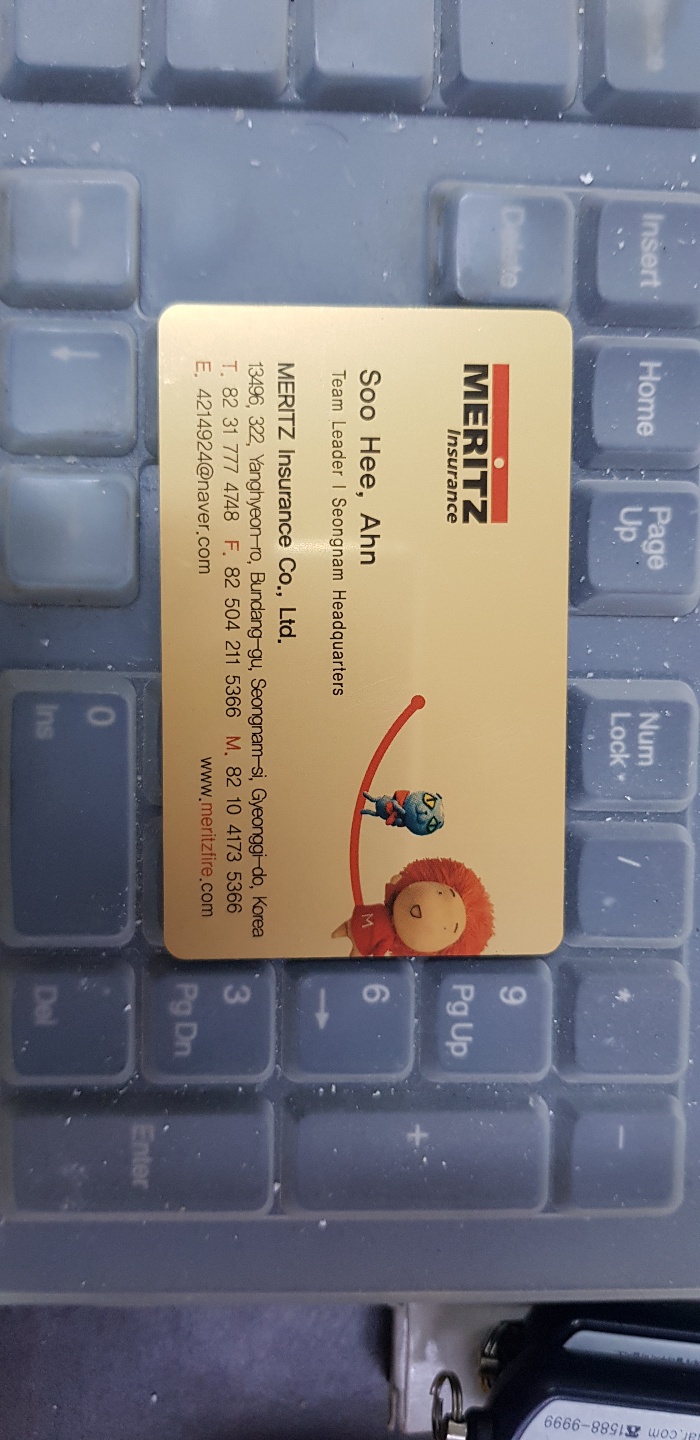 MERITZ
Insurance
Soo Hee, Ahn
Team Leader | Seongnam Headquarters
MERITZ Insurance Co., Ltd.
13496, 322, Yanghyeon-ro, Bundang-gu, Seongnam-si, Gyeonggi-do, Korea
T. 82 31 777 4748 F. 82 504 211 5366 M. 82 10 4173 5366
E. 4214924@naver.com www.meritzfire.com
M
Insert
Home
Page
Up
Delete
Num
Lock
/
*
-
9
Pg Up
6
→
3
Pg Dn
+
0
Ins
Del
Enter
←
↓
.com ☎1588-9999